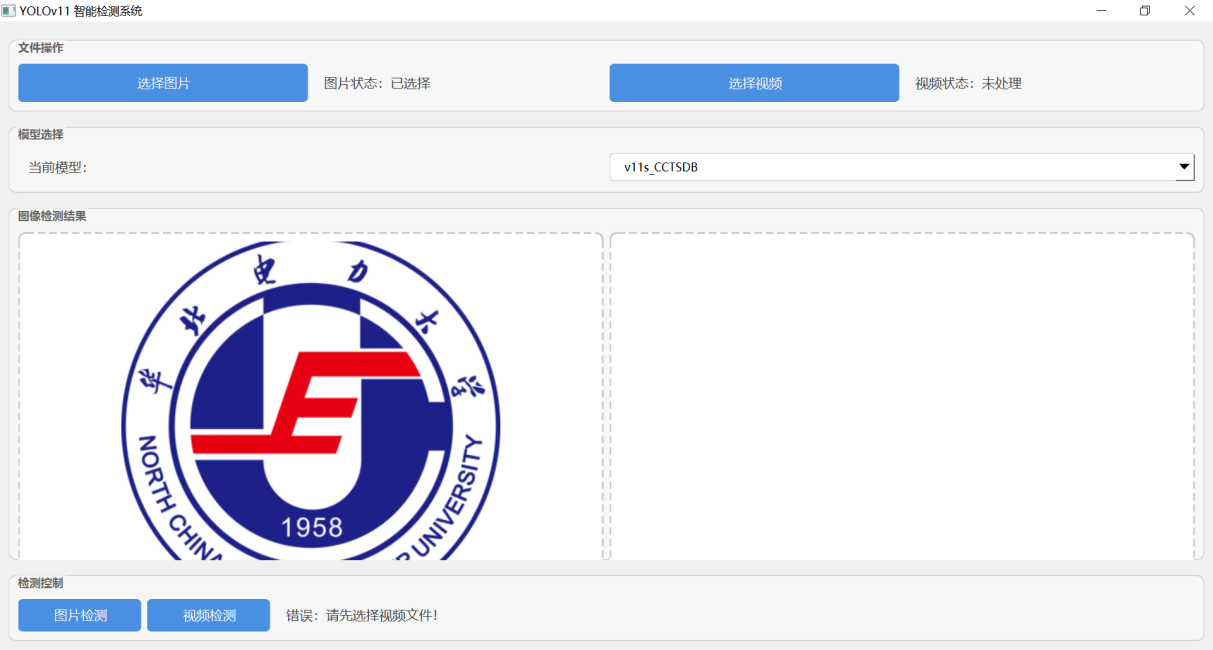 YOLOv11 智能检测系统
文件操作
选择图片 图片状态：已选择 选择视频 视频状态：未处理
模型选择
当前模型： v11s_CCTSDB
图像检测结果
华北电力大学
NORTH CHINA
R UNIVERSITY
1958
检测控制
图片检测 视频检测 错误：请先选择视频文件！